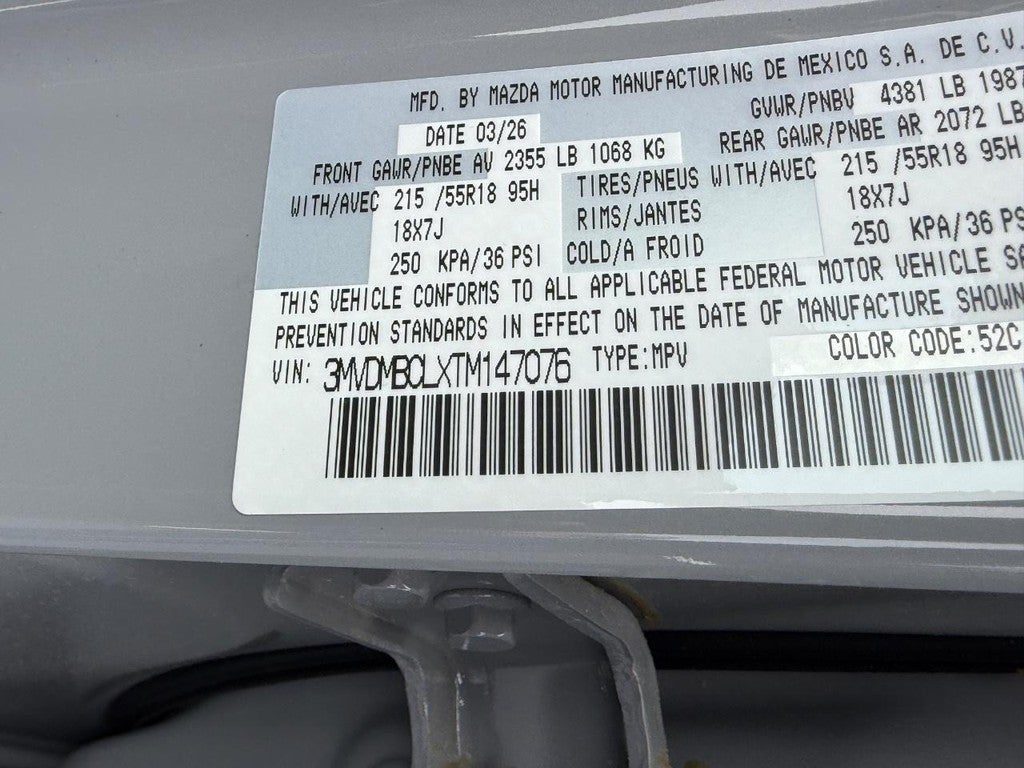 MFD. BY MAZDA MOTOR MANUFACTURING DE MEXICO S.A. DE C.V.
DATE 03/26 GVWR/PNBV 4381 LB 1987
FRONT GAWR/PNBE AV 2355 LB 1068 KG REAR GAWR/PNBE AR 2072 LB
WITH/AVEC 215 /55R18 95H TIRES/PNEUS WITH/AVEC 215 /55R18 95H
18X7J RIMS/JANTES 18X7J
250 KPA/36 PSI COLD/A FROID 250 KPA/36 PS
THIS VEHICLE CONFORMS TO ALL APPLICABLE FEDERAL MOTOR VEHICLE SA
PREVENTION STANDARDS IN EFFECT ON THE DATE OF MANUFACTURE SHOWN
VIN: 3MVDMBCLXTM147076 TYPE:MPV COLOR CODE:52C